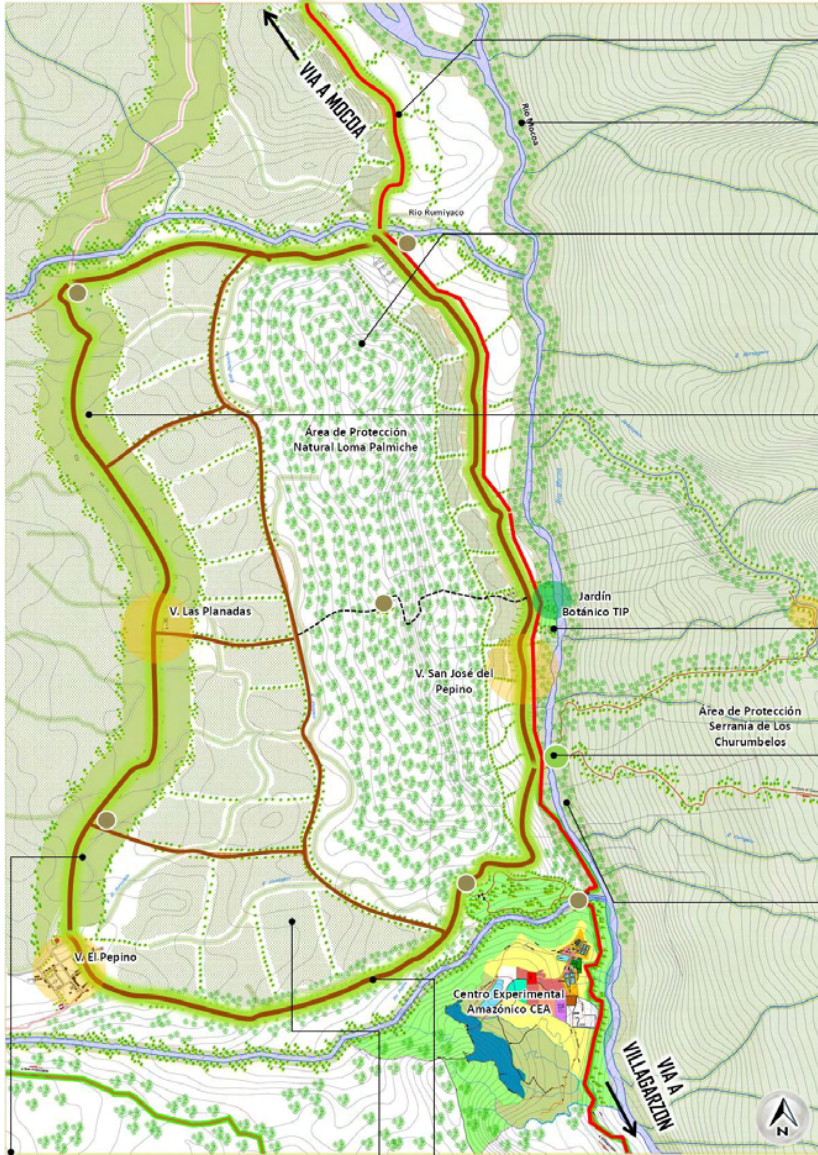 VIA A MOCOA
Río Mocoa
Río Rumiyaco
Área de Protección
Natural Loma Palmiche
V. Las Planadas
Jardín
Botánico TIP
V. San José del
Pepino
Área de Protección
Serranía de Los
Churumbelos
V. El Pepino
Centro Experimental
Amazónico CEA
VIA A
VILLAGARZON
N